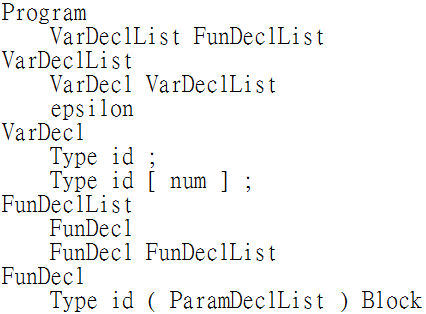 Program
    VarDeclList FunDeclList
VarDeclList
    VarDecl VarDeclList
    epsilon
VarDecl
    Type id ;
    Type id [ num ] ;
FunDeclList
    FunDecl
    FunDecl FunDeclList
FunDecl
    Type id ( ParamDeclList ) Block